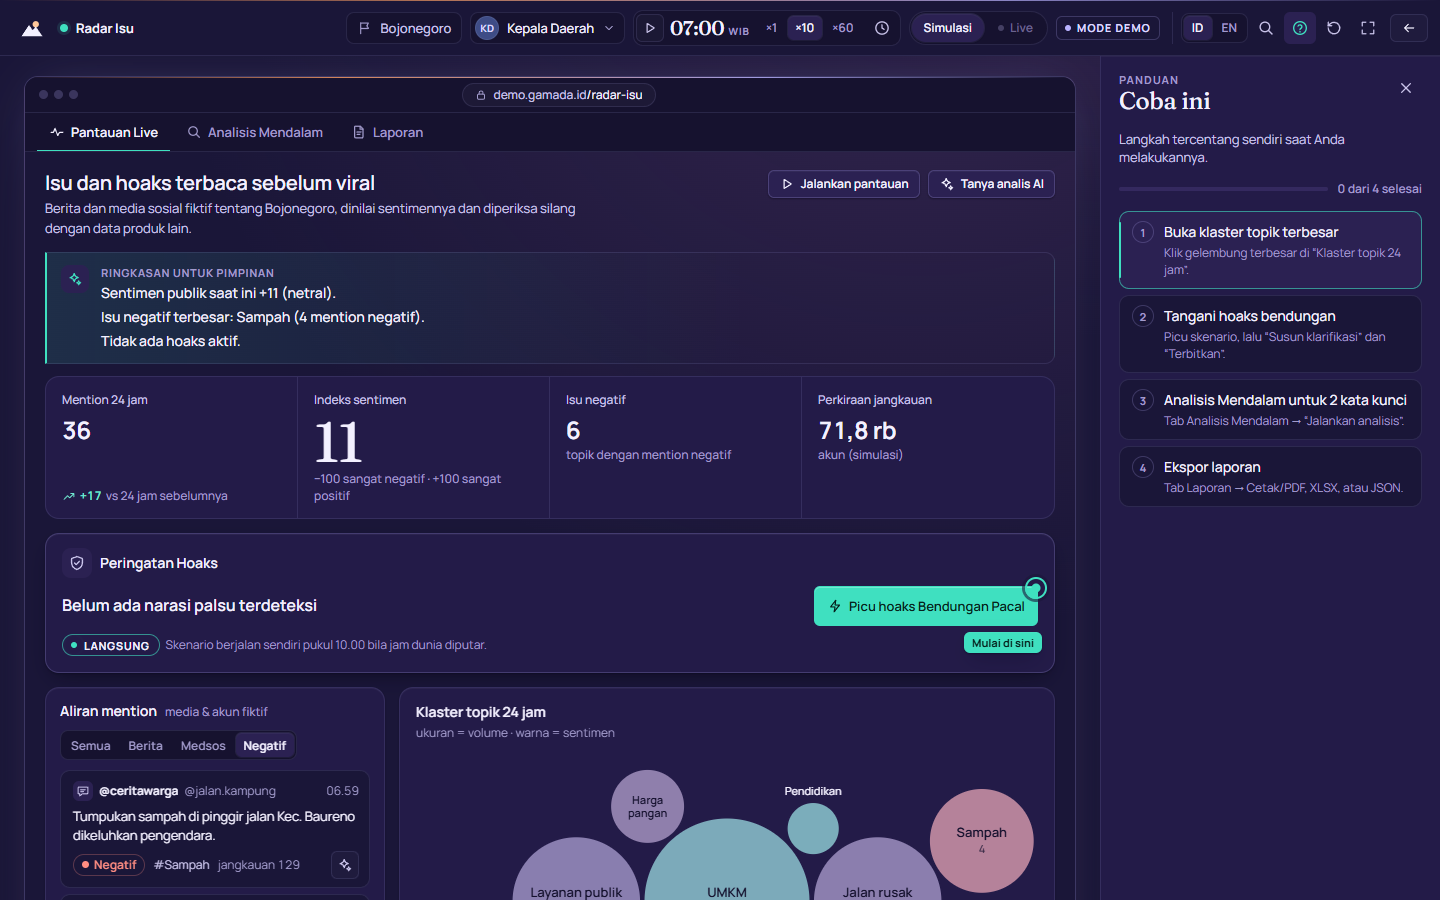 Radar Isu
Bojonegoro
KD Kepala Daerah
07:00 WIB
×1 ×10 ×60
Simulasi Live
MODE DEMO
ID EN
demo.gamada.id/radar-isu
Pantauan Live
Analisis Mendalam
Laporan
Isu dan hoaks terbaca sebelum viral
Berita dan media sosial fiktif tentang Bojonegoro, dinilai sentimennya dan diperiksa silang
dengan data produk lain.
Jalankan pantauan
Tanya analis AI
RINGKASAN UNTUK PIMPINAN
Sentimen publik saat ini +11 (netral).
Isu negatif terbesar: Sampah (4 mention negatif).
Tidak ada hoaks aktif.
Mention 24 jam
36
+17 vs 24 jam sebelumnya
Indeks sentimen
11
−100 sangat negatif · +100 sangat
positif
Isu negatif
6
topik dengan mention negatif
Perkiraan jangkauan
71,8 rb
akun (simulasi)
Peringatan Hoaks
Belum ada narasi palsu terdeteksi
LANGSUNG Skenario berjalan sendiri pukul 10.00 bila jam dunia diputar.
Picu hoaks Bendungan Pacal
Mulai di sini
Aliran mention media & akun fiktif
Semua Berita Medsos Negatif
@ceritawarga @jalan.kampung 06.59
Tumpukan sampah di pinggir jalan Kec. Baureno
dikeluhkan pengendara.
Negatif #Sampah jangkauan 129
Klaster topik 24 jam
ukuran = volume · warna = sentimen
Harga
pangan
Pendidikan
Sampah
4
Layanan publik
UMKM
Jalan rusak
PANDUAN
Coba ini
Langkah tercentang sendiri saat Anda
melakukannya.
0 dari 4 selesai
1 Buka klaster topik terbesar
Klik gelembung terbesar di "Klaster topik 24
jam".
2 Tangani hoaks bendungan
Picu skenario, lalu "Susun klarifikasi" dan
"Terbitkan".
3 Analisis Mendalam untuk 2 kata kunci
Tab Analisis Mendalam → "Jalankan analisis".
4 Ekspor laporan
Tab Laporan → Cetak/PDF, XLSX, atau JSON.